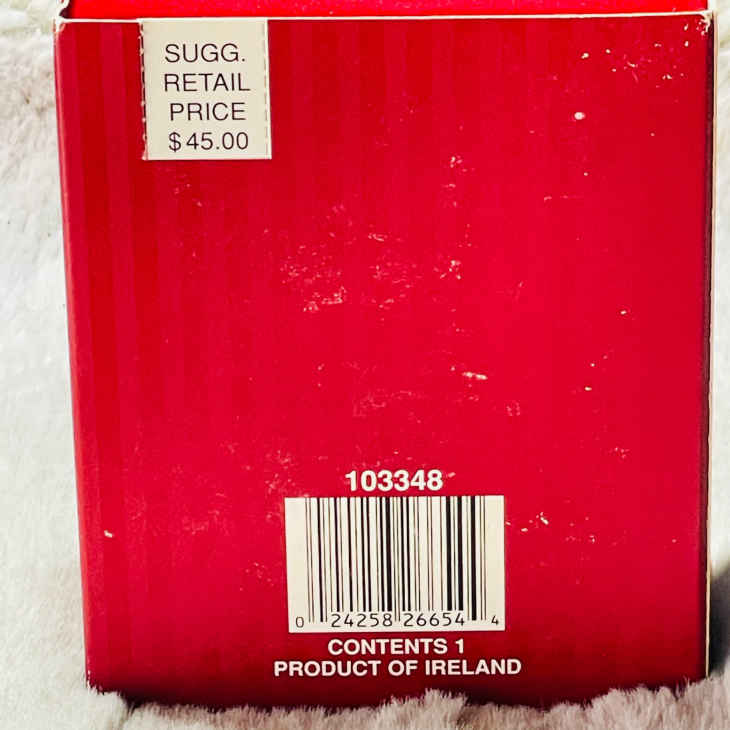 SUGG.
RETAIL
PRICE
$45.00
103348
0 24258 26654 4
CONTENTS 1
PRODUCT OF IRELAND